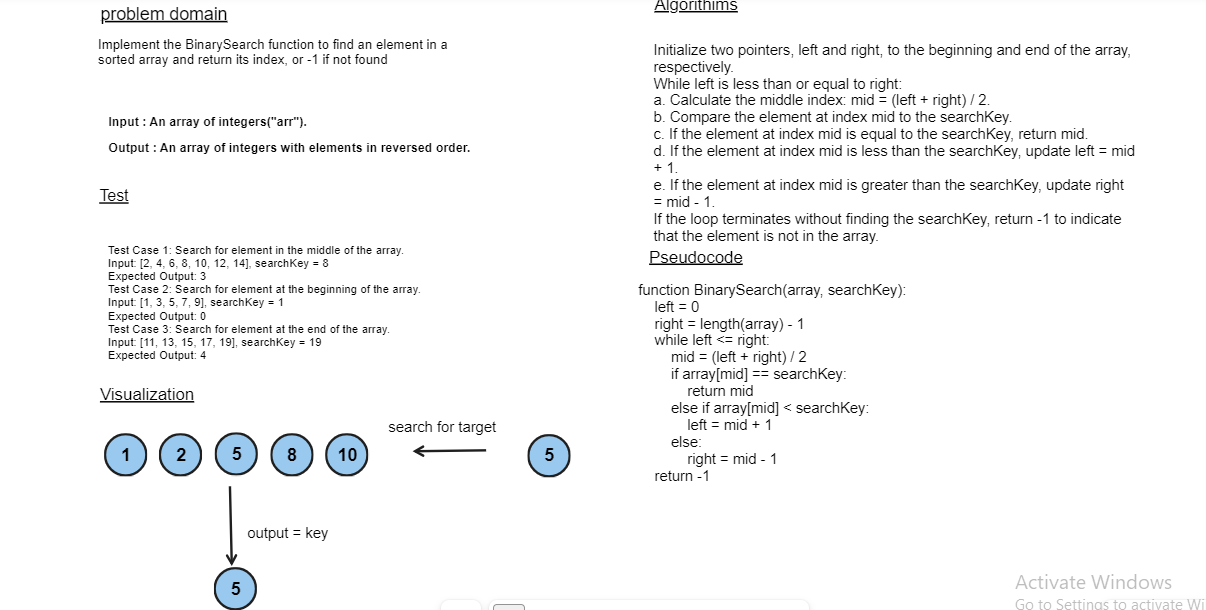 problem domain
Implement the BinarySearch function to find an element in a
sorted array and return its index, or -1 if not found
Input : An array of integers("arr").
Output : An array of integers with elements in reversed order.
Test
Test Case 1: Search for element in the middle of the array.
Input: [2, 4, 6, 8, 10, 12, 14], searchKey = 8
Expected Output: 3
Test Case 2: Search for element at the beginning of the array.
Input: [1, 3, 5, 7, 9], searchKey = 1
Expected Output: 0
Test Case 3: Search for element at the end of the array.
Input: [11, 13, 15, 17, 19], searchKey = 19
Expected Output: 4
Visualization
search for target
1 2 5 8 10 5
output = key
5
Algorithims
Initialize two pointers, left and right, to the beginning and end of the array,
respectively.
While left is less than or equal to right:
a. Calculate the middle index: mid = (left + right) / 2.
b. Compare the element at index mid to the searchKey.
c. If the element at index mid is equal to the searchKey, return mid.
d. If the element at index mid is less than the searchKey, update left = mid
+ 1.
e. If the element at index mid is greater than the searchKey, update right
= mid - 1.
If the loop terminates without finding the searchKey, return -1 to indicate
that the element is not in the array.
Pseudocode
function BinarySearch(array, searchKey):
left = 0
right = length(array) - 1
while left <= right:
mid = (left + right) / 2
if array[mid] == searchKey:
return mid
else if array[mid] < searchKey:
left = mid + 1
else:
right = mid - 1
return -1
Activate Windows
Go to Settings to activate Wi